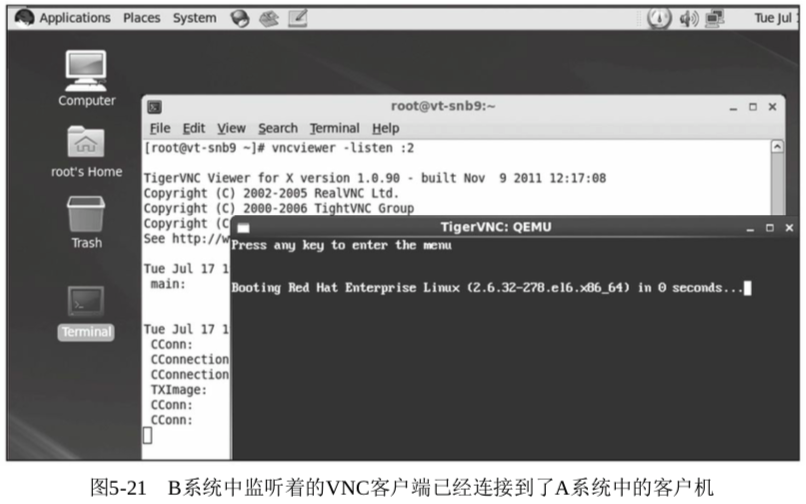 Applications Places System
Tue Jul
Computer
root's Home
Trash
Terminal
root@vt-snb9:~
File Edit View Search Terminal Help
[root@vt-snb9 ~]# vncviewer -listen :2
TigerVNC Viewer for X version 1.0.90 - built Nov 9 2011 12:17:08
Copyright (C) 2002-2005 RealVNC Ltd.
Copyright (C) 2000-2006 TightVNC Group
Copyright (C
See http://w
Tue Jul 17 1
main:
Tue Jul 17 1
CConn:
CConnection
CConnection
TXImage:
CConn:
CConn:
TigerVNC: QEMU
Press any key to enter the menu
Booting Red Hat Enterprise Linux (2.6.32-278.el6.x86_64) in 0 seconds...
图5-21 B系统中监听着的VNC客户端已经连接到了A系统中的客户机